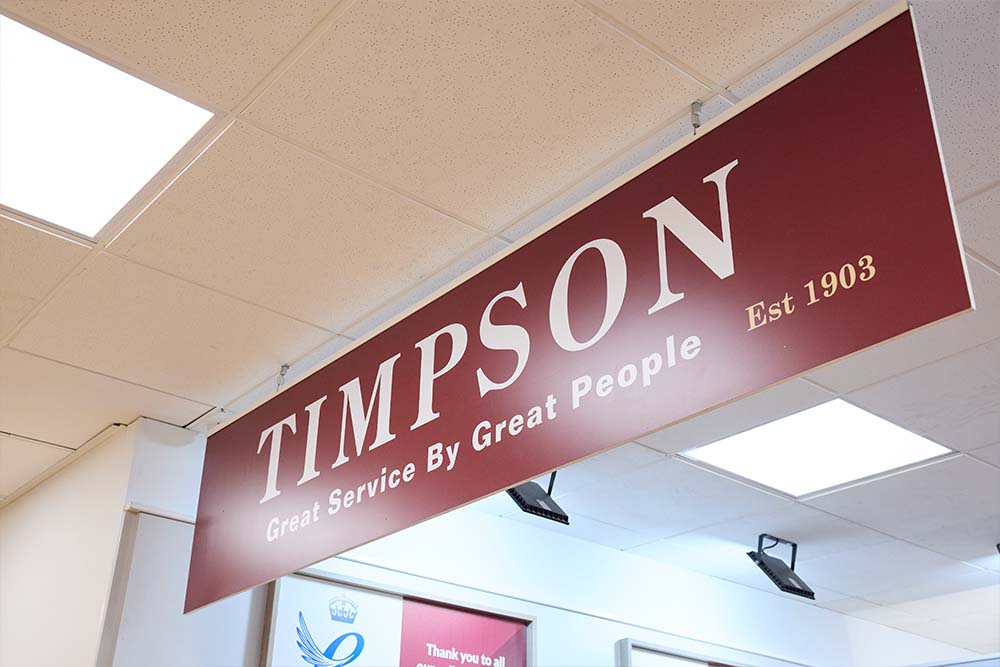 TIMPSON
Great Service By Great People
Est 1903
Thank you to all